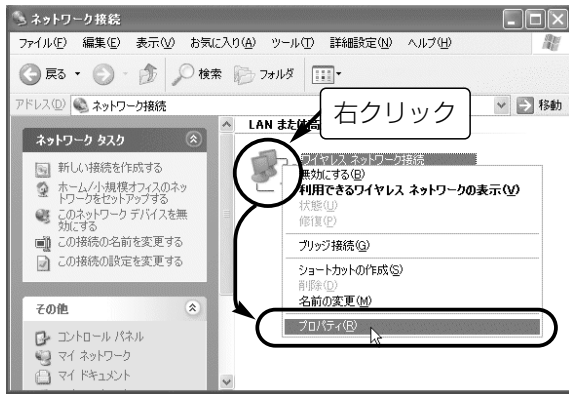 ネットワーク接続
ファイル(F) 編集(E) 表示(V) お気に入り(A) ツール(T) 詳細設定(N) ヘルプ(H)
戻る 検索 フォルダ
アドレス(D) ネットワーク接続 移動
LAN または高
右クリック
ネットワーク タスク
新しい接続を作成する
ホーム/小規模オフィスのネットワークをセットアップする
このネットワーク デバイスを無効にする
この接続の名前を変更する
この接続の設定を変更する
その他
コントロール パネル
マイ ネットワーク
マイ ドキュメント
ワイヤレス ネットワーク接続
無効にする(B)
利用できるワイヤレス ネットワークの表示(V)
状態(U)
修復(P)
ブリッジ接続(G)
ショートカットの作成(S)
削除(D)
名前の変更(M)
プロパティ(R)